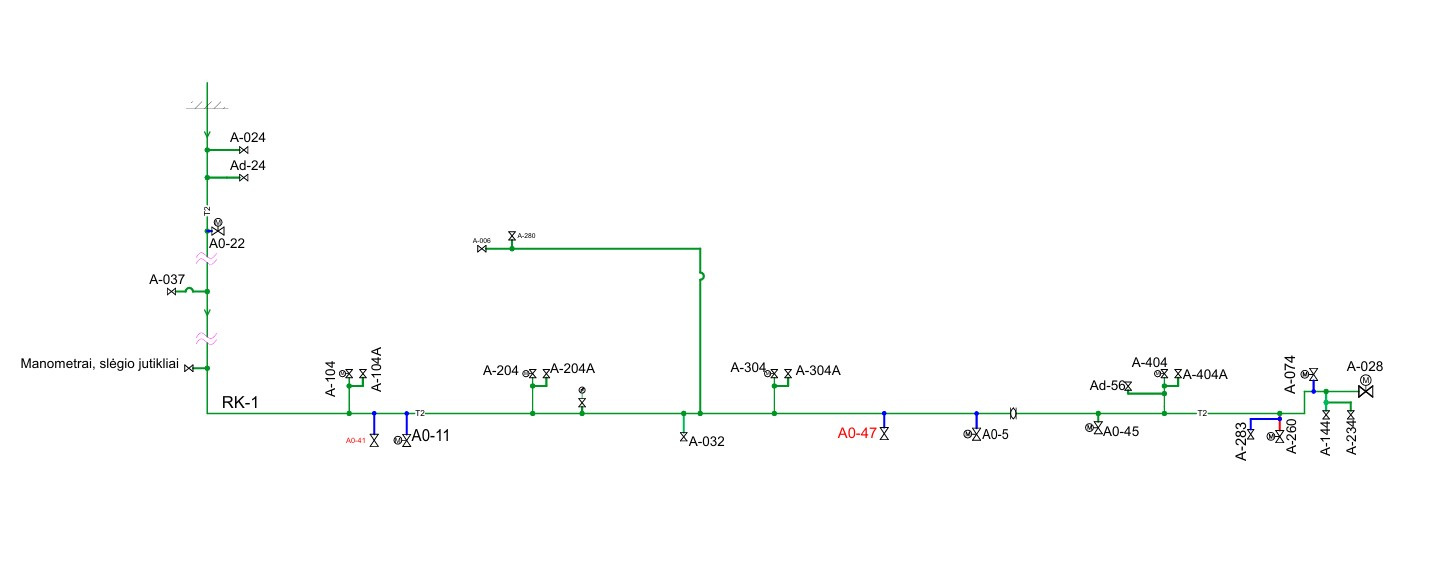 A-024
Ad-24
T2
M
A0-22
A-006
A-280
A-037
Manometrai, slėgio jutikliai
RK-1
A-104
A-104A
A-204
A-204A
A-304
A-304A
A-404
A-404A
Ad-56
A-074
M
A-028
M
T2
T2
A0-41
M
A0-11
A-032
A0-47
M
A0-5
M
A0-45
A-283
M
A-260
A-144
A-234